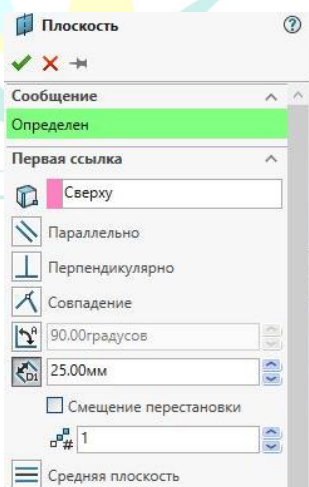 Плоскость
Сообщение
Определен
Первая ссылка
Сверху
Параллельно
Перпендикулярно
Совпадение
90.00градусов
25.00мм
Смещение перестановки
1
Средняя плоскость